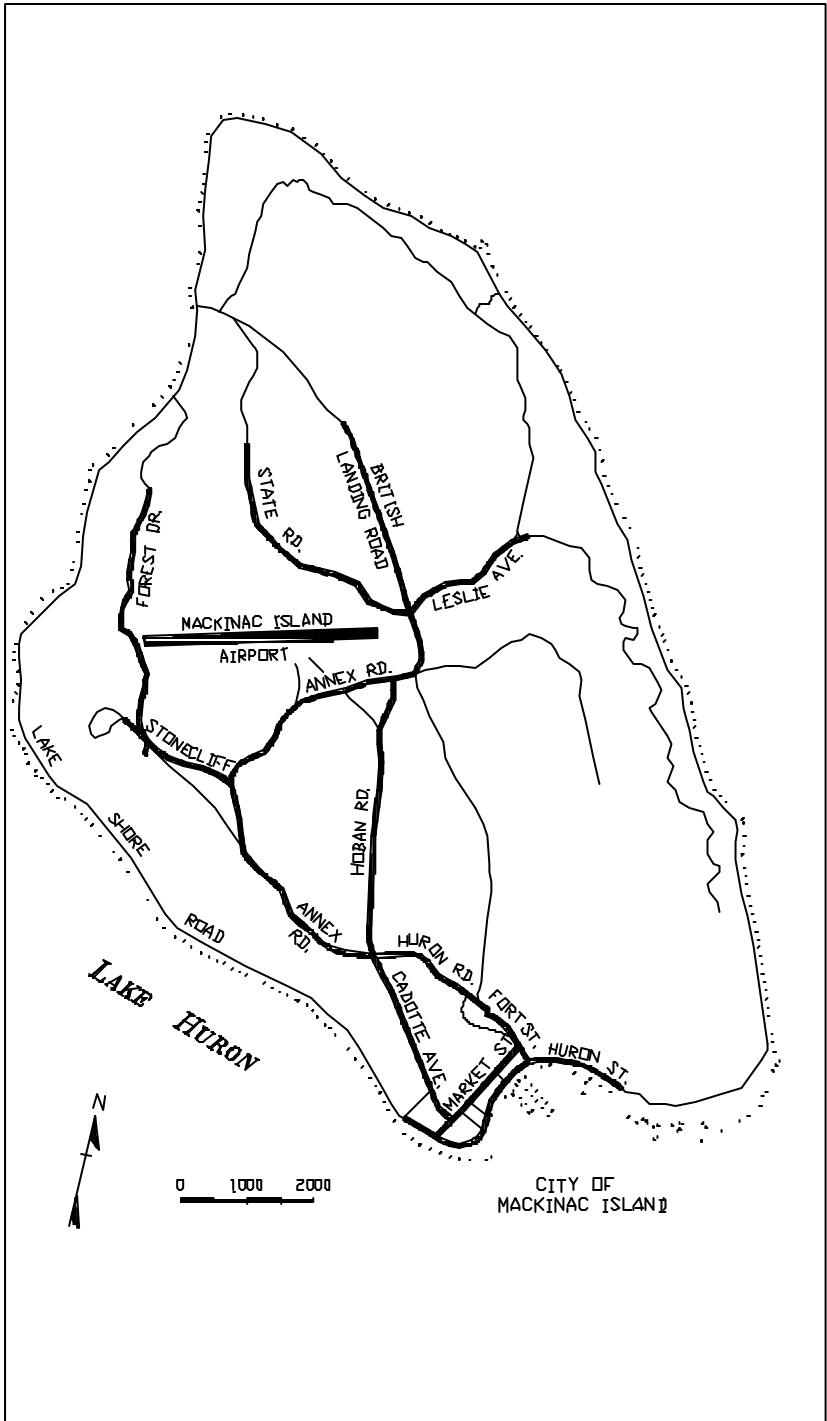 BRITISH
LANDING ROAD
STATE
RD.
FOREST DR.
LESLIE AVE.
MACKINAC ISLAND
AIRPORT
ANNEX RD.
STONECLIFF
LAKE
SHORE
ROAD
HOBAN RD.
ANNEX
RD.
HURON RD.
FORT ST.
CADOTTE AVE.
MARKET ST
HURON ST.
LAKE HURON
N
0 1000 2000
CITY OF
MACKINAC ISLAND